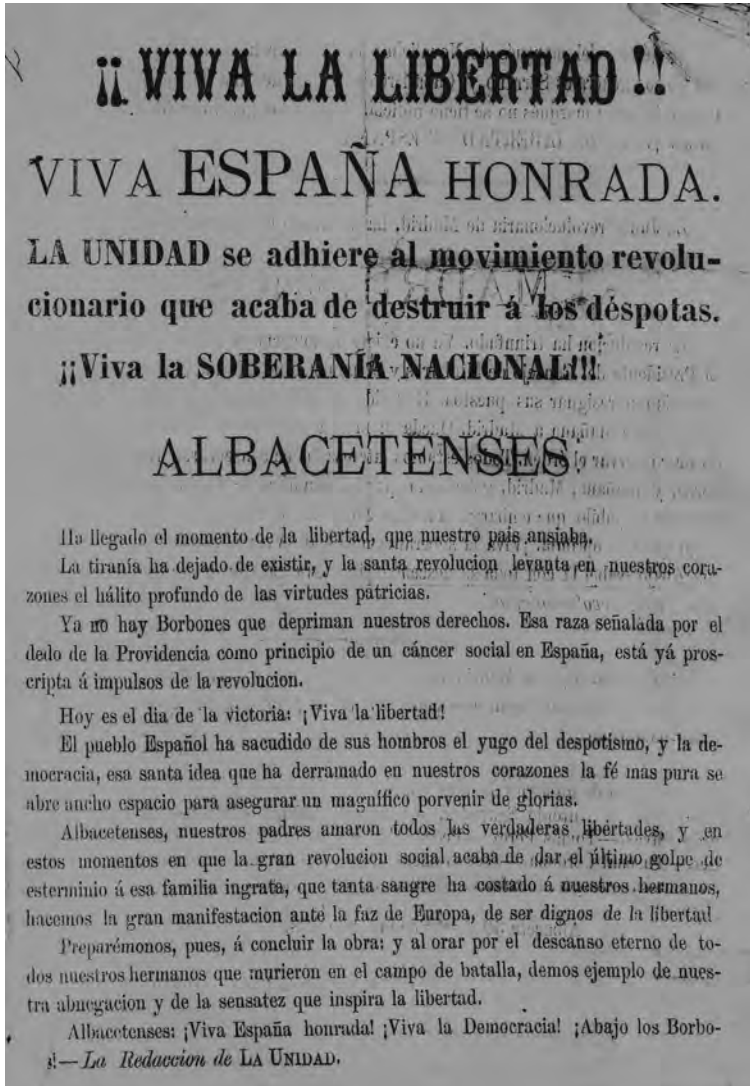 ¡¡VIVA LA LIBERTAD!!
VIVA ESPAÑA HONRADA.
LA UNIDAD se adhiere al movimiento revolu-
cionario que acaba de destruir á los déspotas.
¡¡Viva la SOBERANÍA NACIONAL!!!
ALBACETENSES.
Ha llegado el momento de la libertad, que nuestro pais ansiaba.
La tiranía ha dejado de existir, y la santa revolucion levanta en nuestros cora-
zones el hálito profundo de las virtudes pátricias.
Ya no hay Borbones que depriman nuestros derechos. Esa raza señalada por el
dedo de la Providencia como principio de un cáncer social en España, está yá pros-
cripta á impulsos de la revolucion.
Hoy es el dia de la victoria: ¡Viva la libertad!
El pueblo Español ha sacudido de sus hombros el yugo del despotismo, y la de-
mocracia, esa santa idea que ha derramado en nuestros corazones la fé mas pura se
abre ancho espacio para asegurar un magnífico porvenir de glorias.
Albacetenses, nuestros padres amaron todos las verdaderas libertades, y en
estos momentos en que la gran revolucion social acaba de dar el último golpe de
esterminio á esa familia ingrata, que tanta sangre ha costado á nuestros hermanos,
hacemos la gran manifestacion ante la faz de Europa, de ser dignos de la libertad
Preparémonos, pues, á concluir la obra: y al orar por el descanso eterno de to-
dos nuestros hermanos que murieron en el campo de batalla, demos ejemplo de nues-
tra abnegacion y de la sensatez que inspira la libertad.
Albacetenses: ¡Viva España honrada! ¡Viva la Democracia! ¡Abajo los Borbo-
s!—La Redaccion de LA UNIDAD.